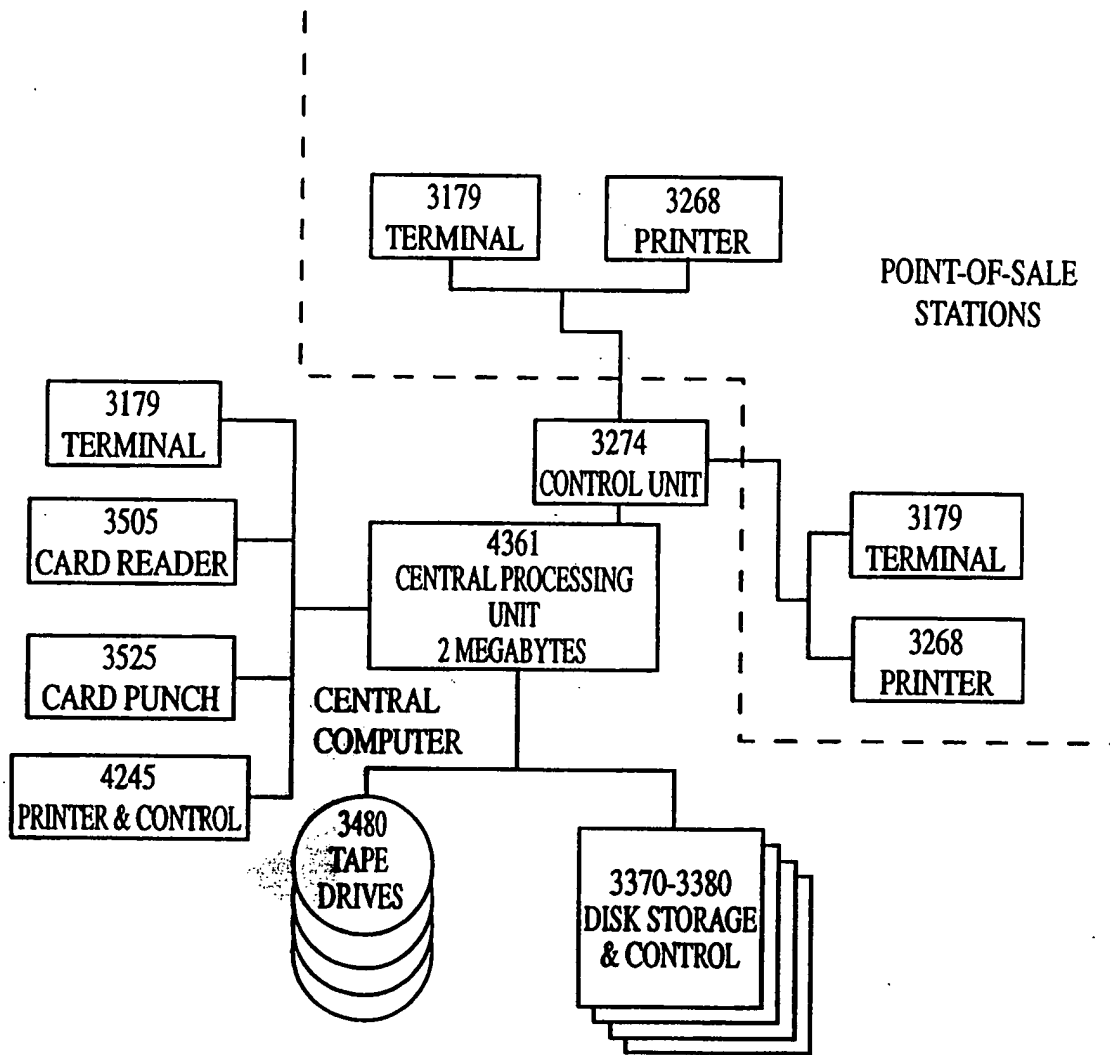 3179
TERMINAL
3268
PRINTER
POINT-OF-SALE
STATIONS
3179
TERMINAL
3274
CONTROL UNIT
3505
CARD READER
4361
CENTRAL PROCESSING
UNIT
2 MEGABYTES
3179
TERMINAL
3525
CARD PUNCH
3268
PRINTER
CENTRAL
COMPUTER
4245
PRINTER & CONTROL
3480
TAPE
DRIVES
3370-3380
DISK STORAGE
& CONTROL